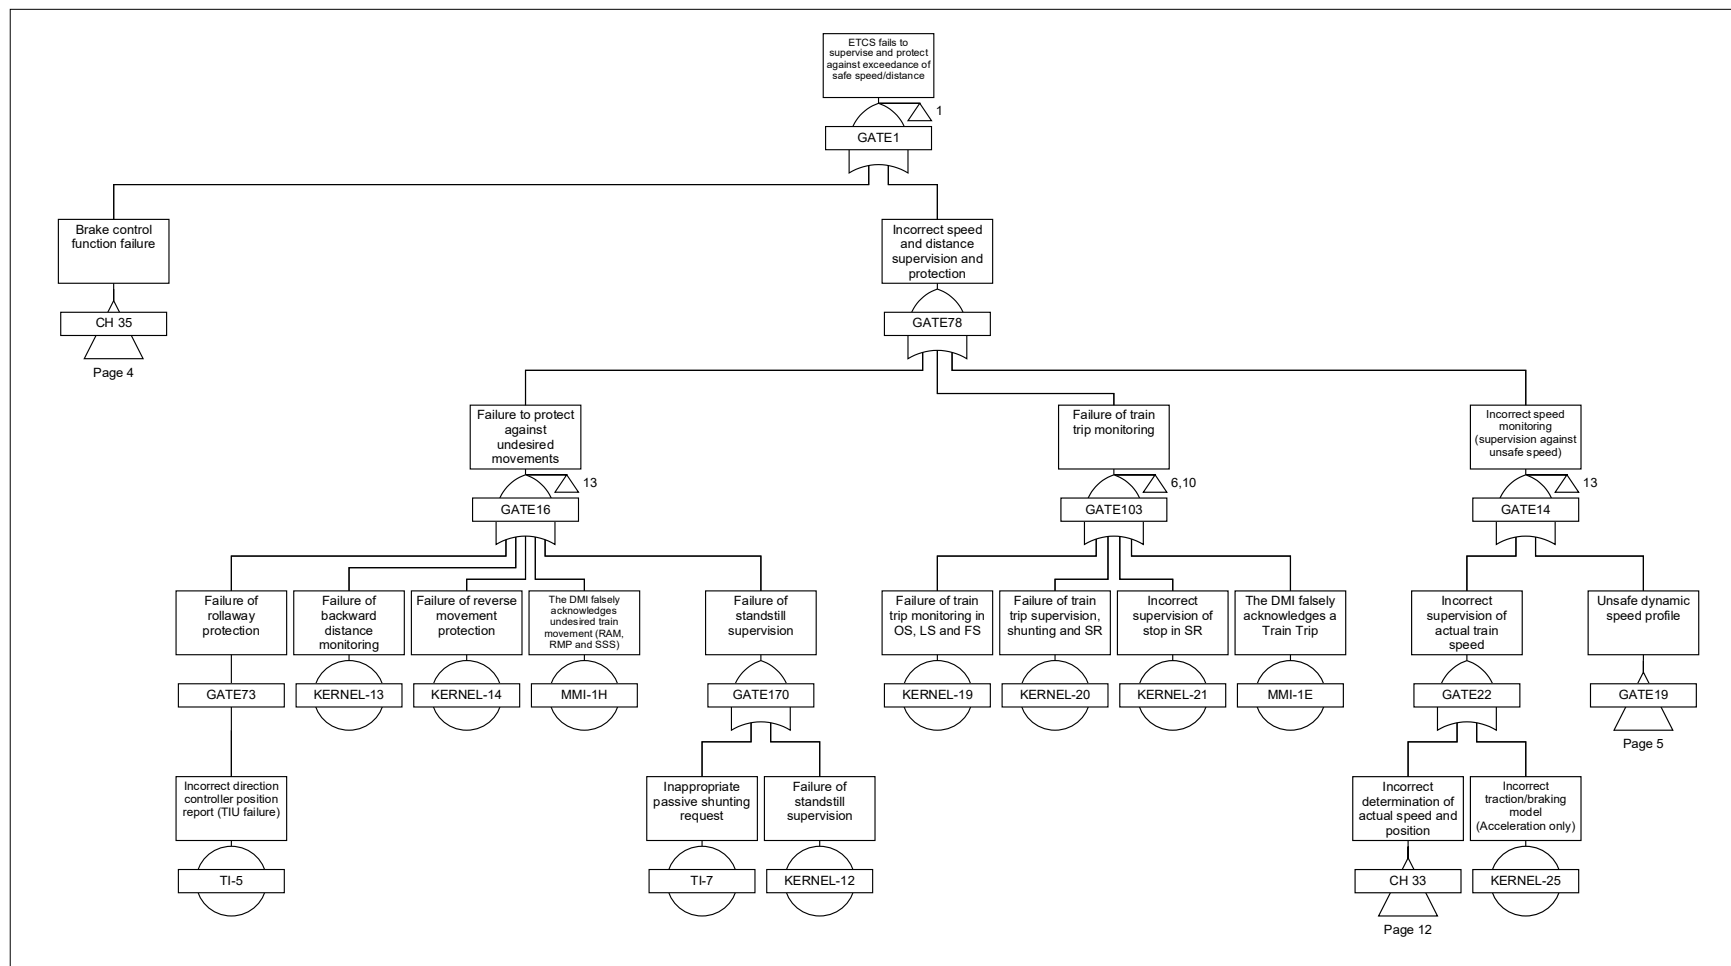 ETCS fails to
supervise and protect
against exceedance of
safe speed/distance
1
GATE1
Brake control
function failure
CH 35
Page 4
Incorrect speed
and distance
supervision and
protection
GATE78
Failure to protect
against
undesired
movements
13
GATE16
Failure of train
trip monitoring
6,10
GATE103
Incorrect speed
monitoring
(supervision against
unsafe speed)
13
GATE14
Failure of
rollaway
protection
GATE73
Failure of
backward
distance
monitoring
KERNEL-13
Failure of reverse
movement
protection
KERNEL-14
The DMI falsely
acknowledges
undesired train
movement (RAM,
RMP and SSS)
MMI-1H
Failure of
standstill
supervision
GATE170
Failure of train
trip monitoring in
OS, LS and FS
KERNEL-19
Failure of train
trip supervision,
shunting and SR
KERNEL-20
Incorrect
supervision of
stop in SR
KERNEL-21
The DMI falsely
acknowledges a
Train Trip
MMI-1E
Incorrect
supervision of
actual train
speed
GATE22
Unsafe dynamic
speed profile
GATE19
Page 5
Incorrect direction
controller position
report (TIU failure)
TI-5
Inappropriate
passive shunting
request
TI-7
Failure of
standstill
supervision
KERNEL-12
Incorrect
determination of
actual speed and
position
CH 33
Page 12
Incorrect
traction/braking
model
(Acceleration only)
KERNEL-25